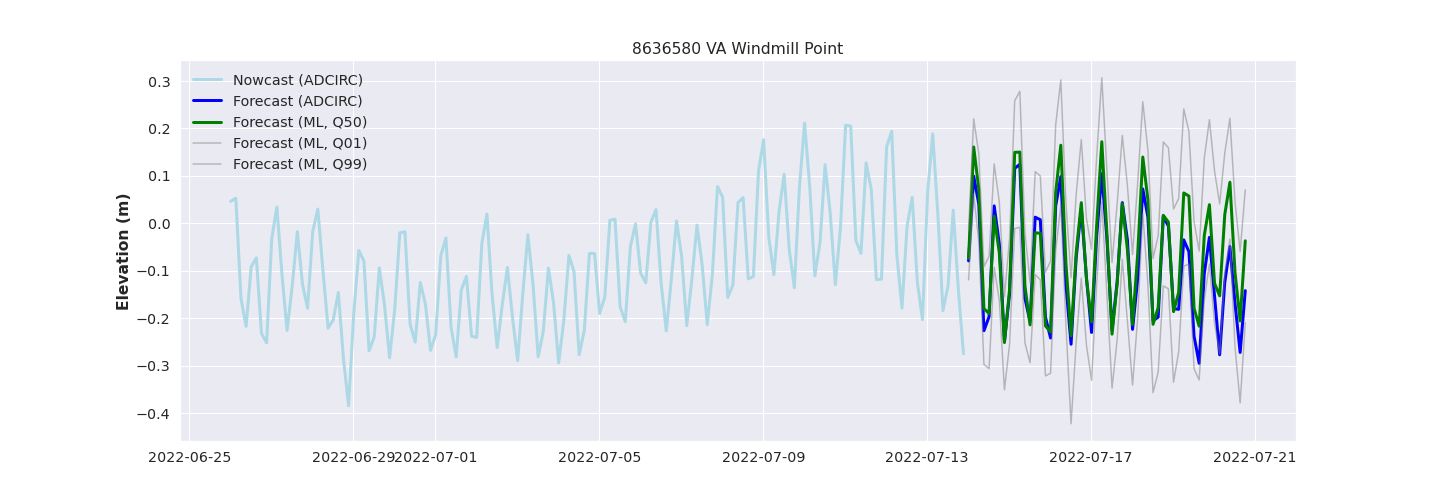 8636580 VA Windmill Point
Nowcast (ADCIRC)
Forecast (ADCIRC)
Forecast (ML, Q50)
Forecast (ML, Q01)
Forecast (ML, Q99)
Elevation (m)
0.3
0.2
0.1
0.0
−0.1
−0.2
−0.3
−0.4
2022-06-25 2022-06-29 2022-07-01 2022-07-05 2022-07-09 2022-07-13 2022-07-17 2022-07-21